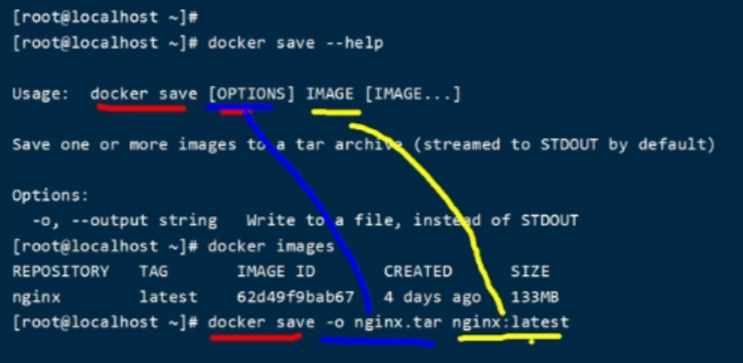 [root@localhost ~]#
[root@localhost ~]# docker save --help
Usage:  docker save [OPTIONS] IMAGE [IMAGE...]
Save one or more images to a tar archive (streamed to STDOUT by default)
Options:
  -o, --output string   Write to a file, instead of STDOUT
[root@localhost ~]# docker images
REPOSITORY   TAG       IMAGE ID       CREATED      SIZE
nginx        latest    62d49f9bab67   4 days ago   133MB
[root@localhost ~]# docker save -o nginx.tar nginx:latest